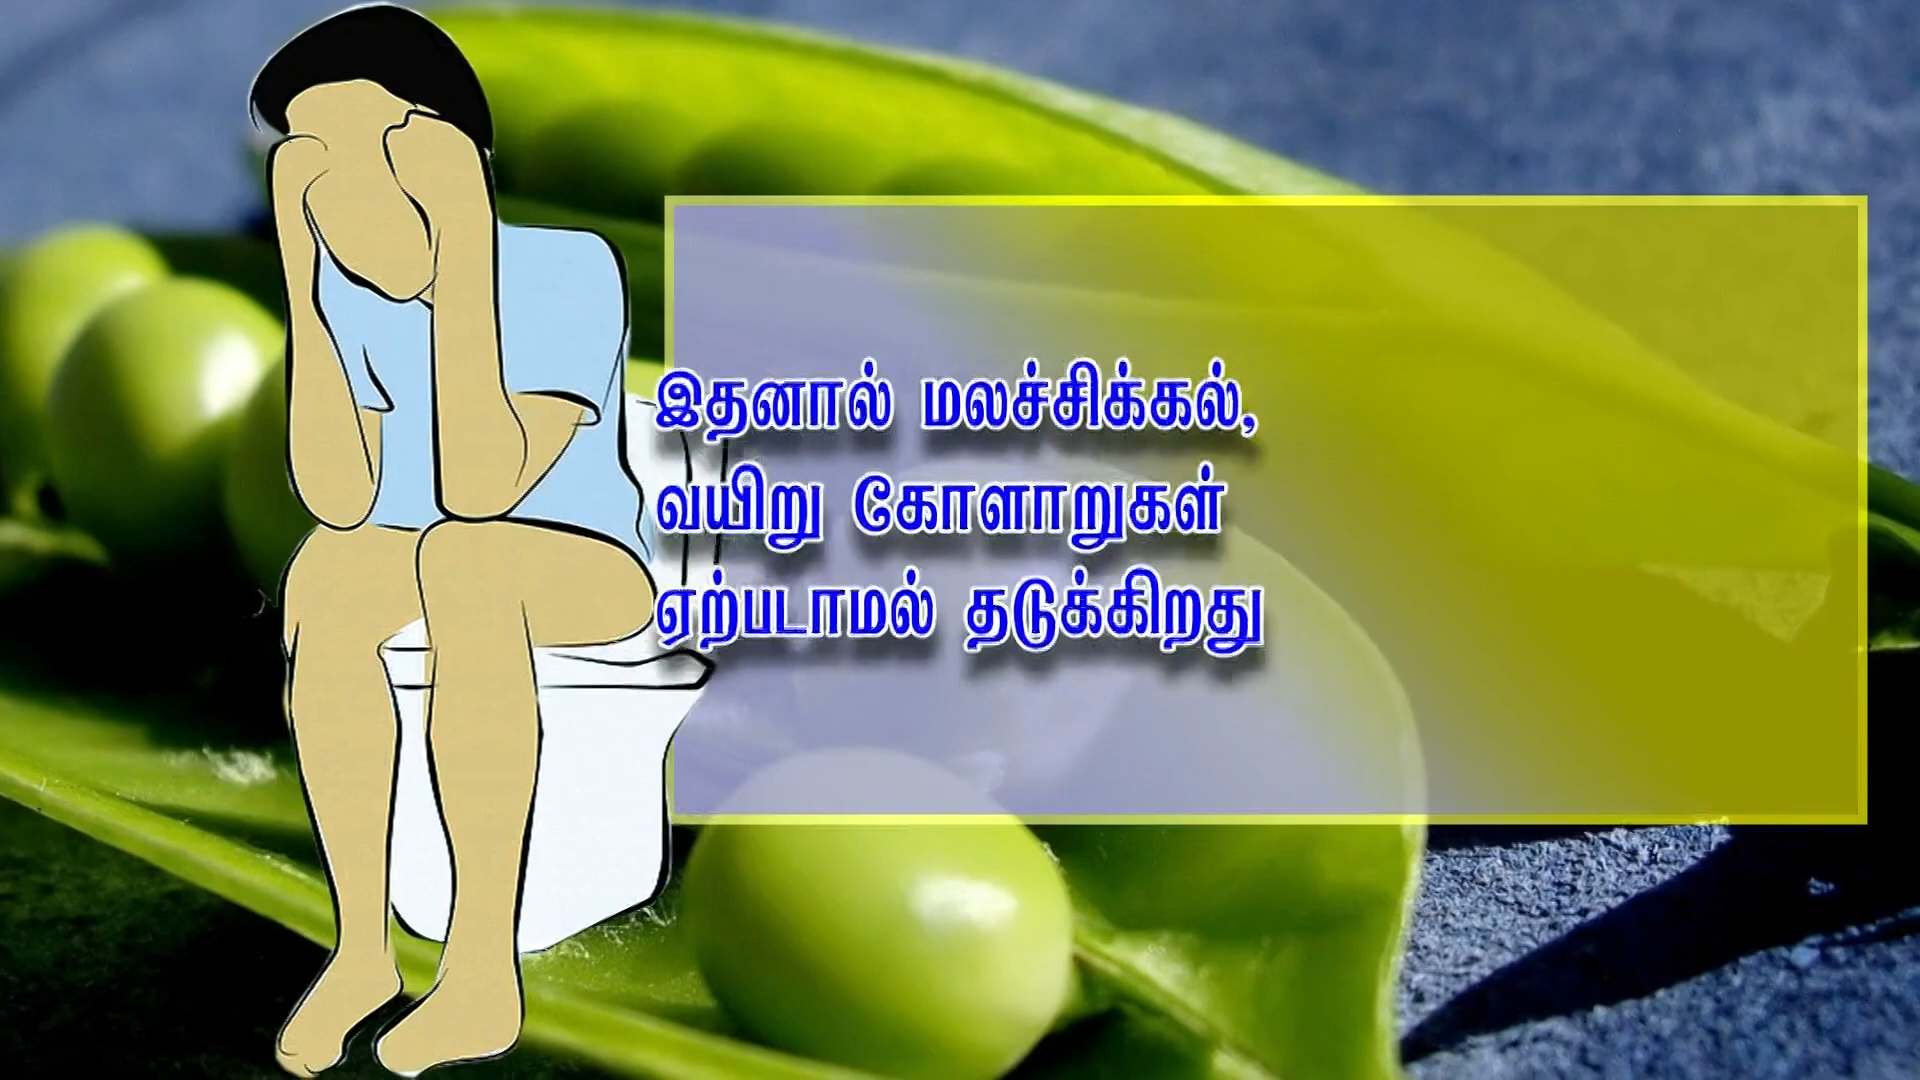 இதனால் மலச்சிக்கல்,
வயிறு கோளாறுகள்
ஏற்படாமல் தடுக்கிறது